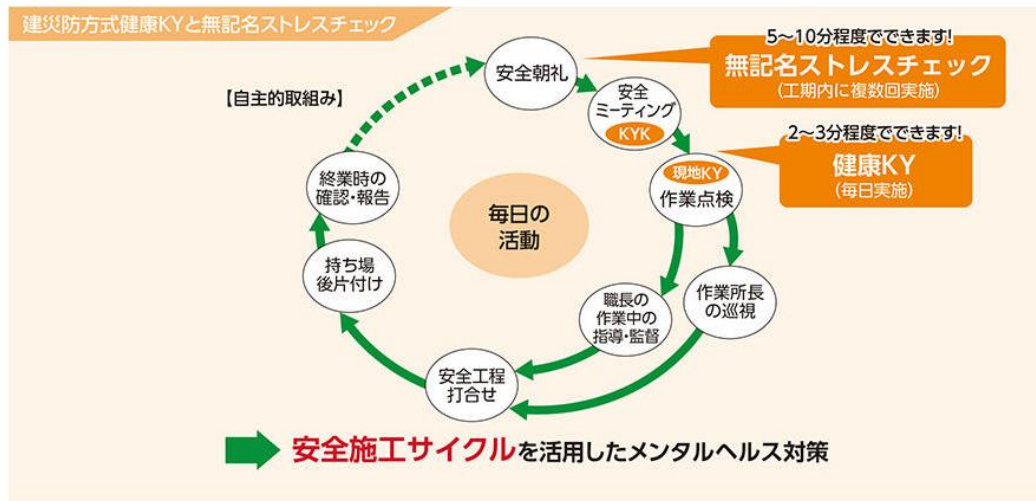 建災防方式健康KYと無記名ストレスチェック
5〜10分程度でできます!
無記名ストレスチェック
(工期内に複数回実施)
安全朝礼
【自主的取組み】
安全
ミーティング
KYK
2〜3分程度でできます!
健康KY
(毎日実施)
現地KY
作業点検
終業時の
確認・報告
毎日の
活動
持ち場
後片付け
作業所長
の巡視
職長の
作業中の
指導・監督
安全工程
打合せ
安全施工サイクルを活用したメンタルヘルス対策